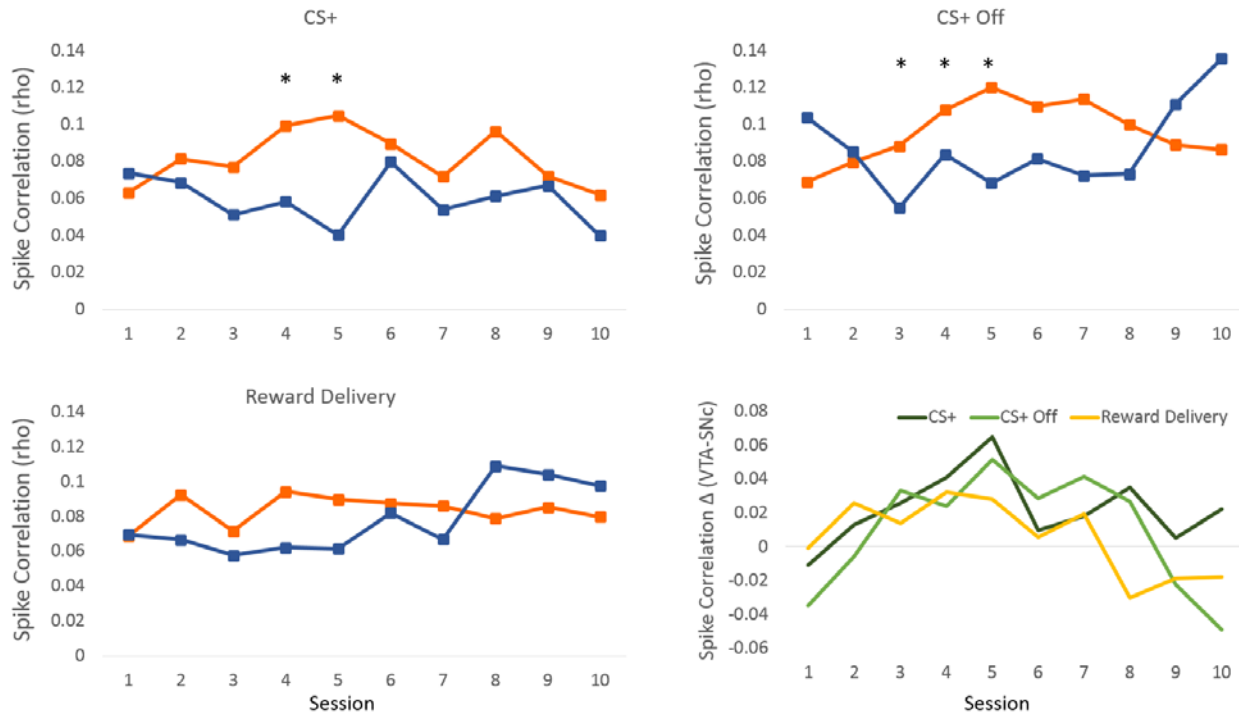 CS+
Spike Correlation (rho)
0.14
0.12
0.1
0.08
0.06
0.04
0.02
0
* *
1 2 3 4 5 6 7 8 9 10
CS+ Off
Spike Correlation (rho)
0.14
0.12
0.1
0.08
0.06
0.04
0.02
0
* * *
1 2 3 4 5 6 7 8 9 10
Reward Delivery
Spike Correlation (rho)
0.14
0.12
0.1
0.08
0.06
0.04
0.02
0
1 2 3 4 5 6 7 8 9 10
Session
Spike Correlation Δ (VTA-SNc)
0.08
0.06
0.04
0.02
0
-0.02
-0.04
-0.06
CS+ CS+ Off Reward Delivery
1 2 3 4 5 6 7 8 9 10
Session